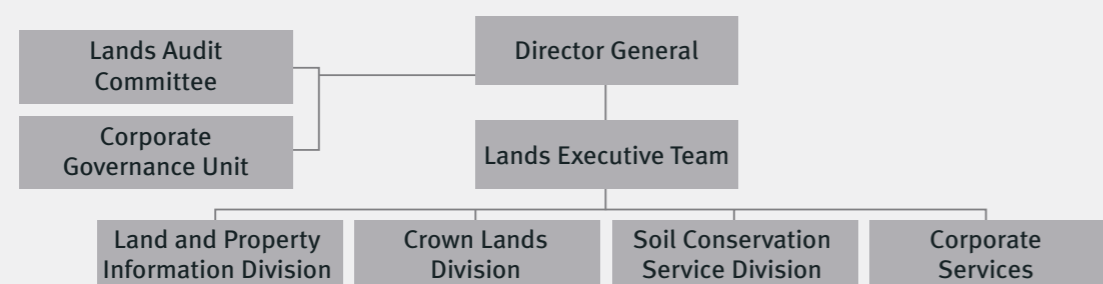 Lands Audit
Committee
Director General
Corporate
Governance Unit
Lands Executive Team
Land and Property
Information Division
Crown Lands
Division
Soil Conservation
Service Division
Corporate
Services